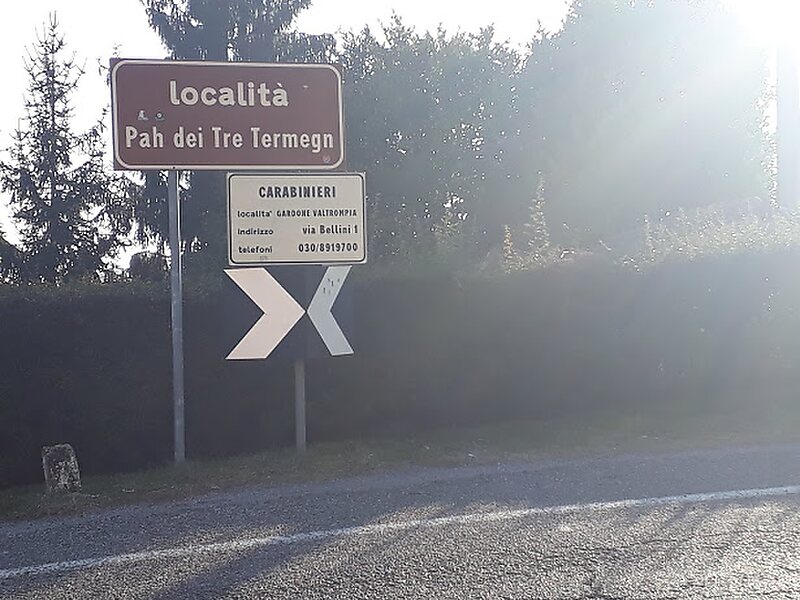 località
Pah dei Tre Termegn
CARABINIERI
localita' GARDONE VALTROMPIA
indirizzo via Bellini 1
telefoni 030/8919700